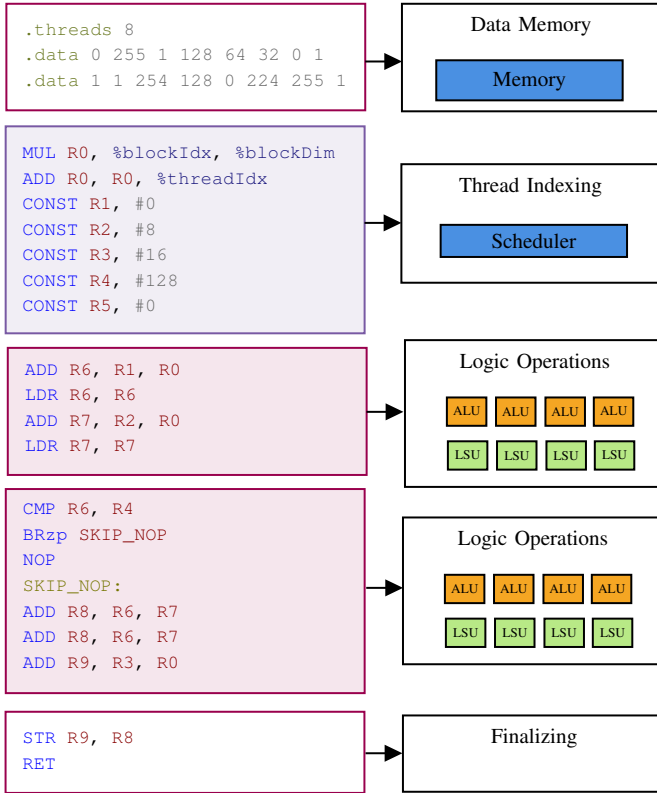 .threads 8
.data 0 255 1 128 64 32 0 1
.data 1 1 254 128 0 224 255 1
Data Memory
Memory
MUL R0, %blockIdx, %blockDim
ADD R0, R0, %threadIdx
CONST R1, #0
CONST R2, #8
CONST R3, #16
CONST R4, #128
CONST R5, #0
Thread Indexing
Scheduler
ADD R6, R1, R0
LDR R6, R6
ADD R7, R2, R0
LDR R7, R7
Logic Operations
ALU ALU ALU ALU
LSU LSU LSU LSU
CMP R6, R4
BRzp SKIP_NOP
NOP
SKIP_NOP:
ADD R8, R6, R7
ADD R8, R6, R7
ADD R9, R3, R0
Logic Operations
ALU ALU ALU ALU
LSU LSU LSU LSU
STR R9, R8
RET
Finalizing